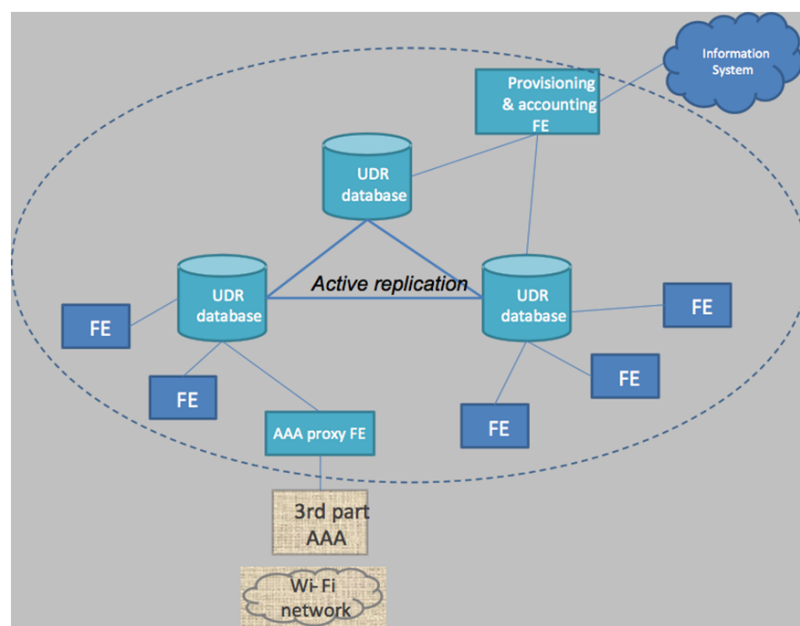 Information
System
Provisioning
& accounting
FE
UDR
database
Active replication
UDR
database
UDR
database
FE
FE
FE
FE
FE
AAA proxy FE
3rd part
AAA
Wi-Fi
network